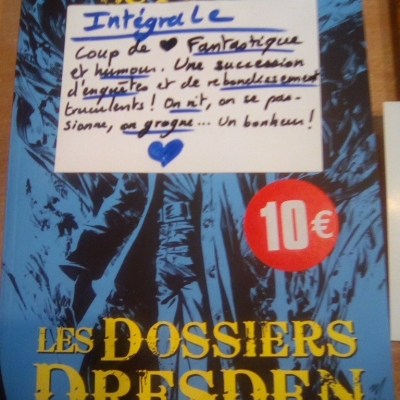 Intégrale
Coup de ♥ Fantastique
et humour. Une succession
d'enquêtes et de rebondissement
truculents! On rit, on se pas-
sionne, on grogne... Un bonheur!
10€
LES DOSSIERS
DRESDEN